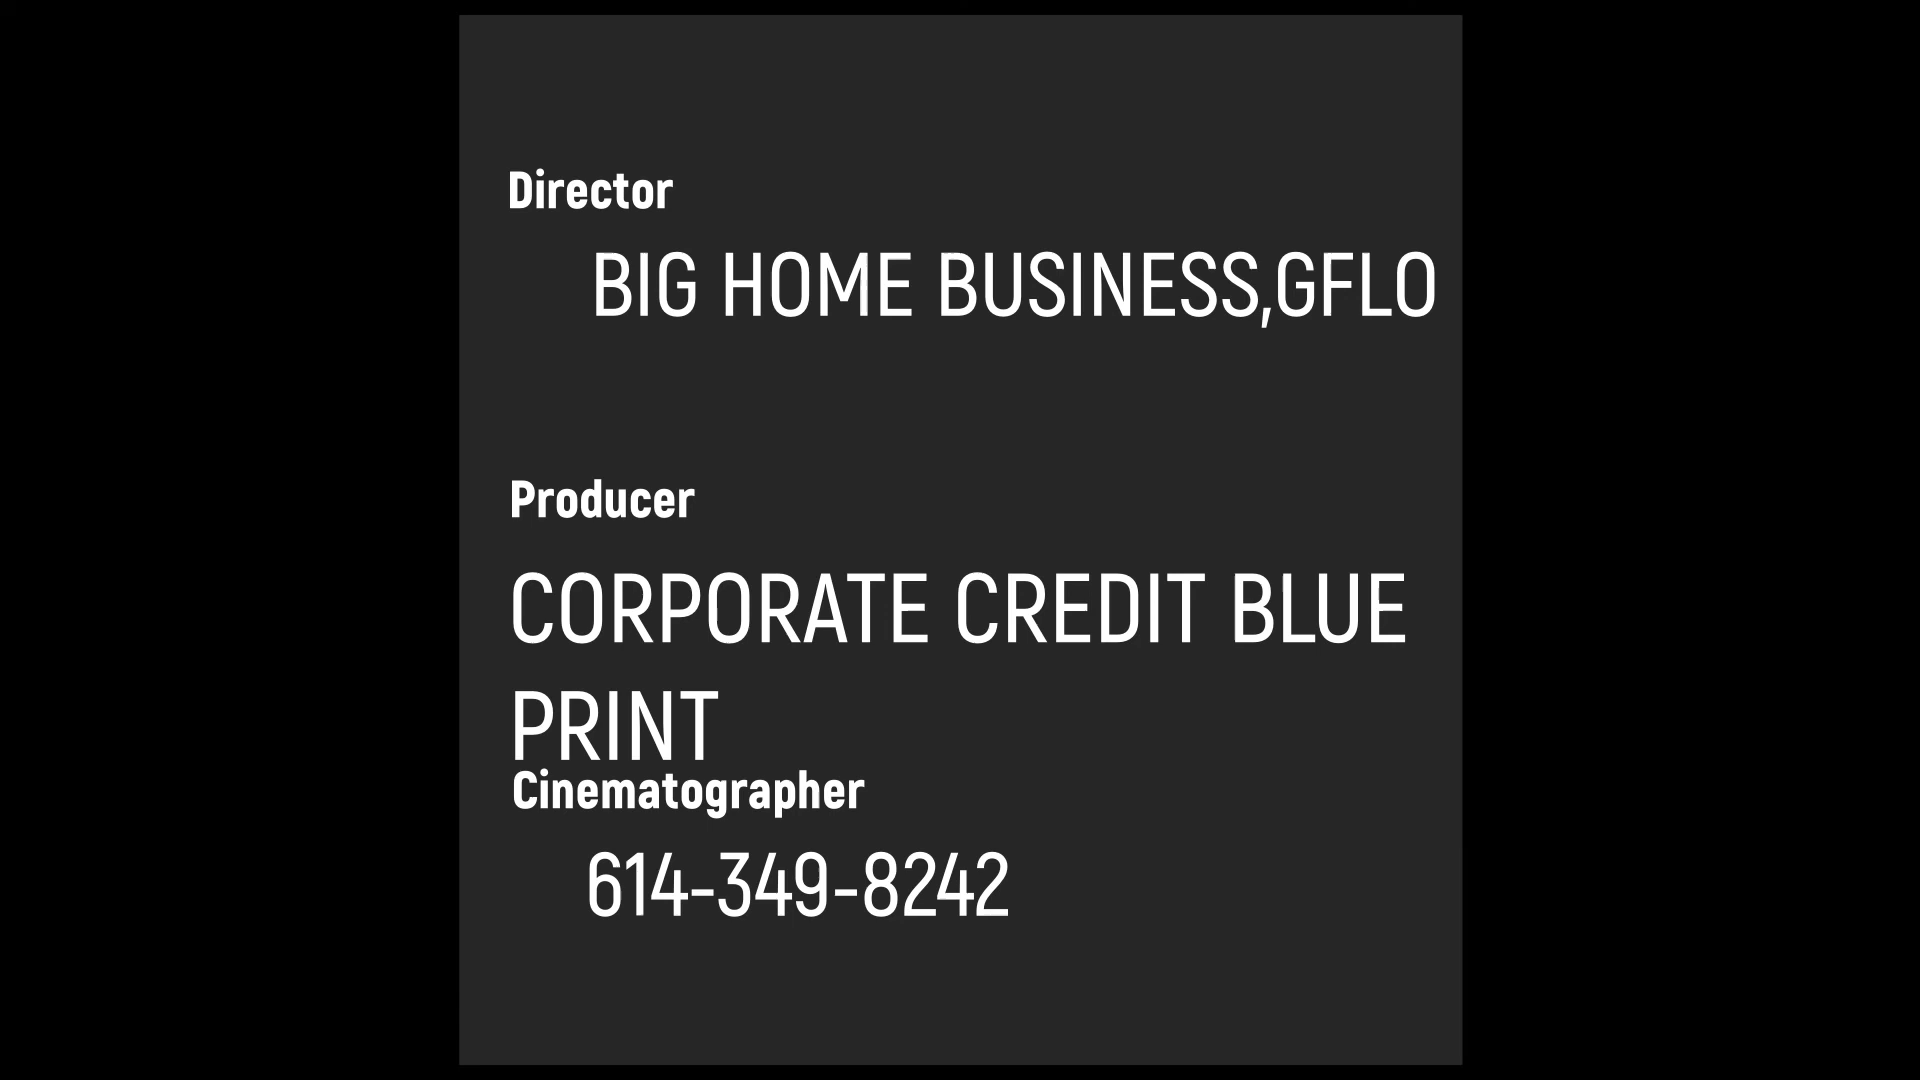 Director
BIG HOME BUSINESS,GFLO
Producer
CORPORATE CREDIT BLUE
PRINT
Cinematographer
614-349-8242